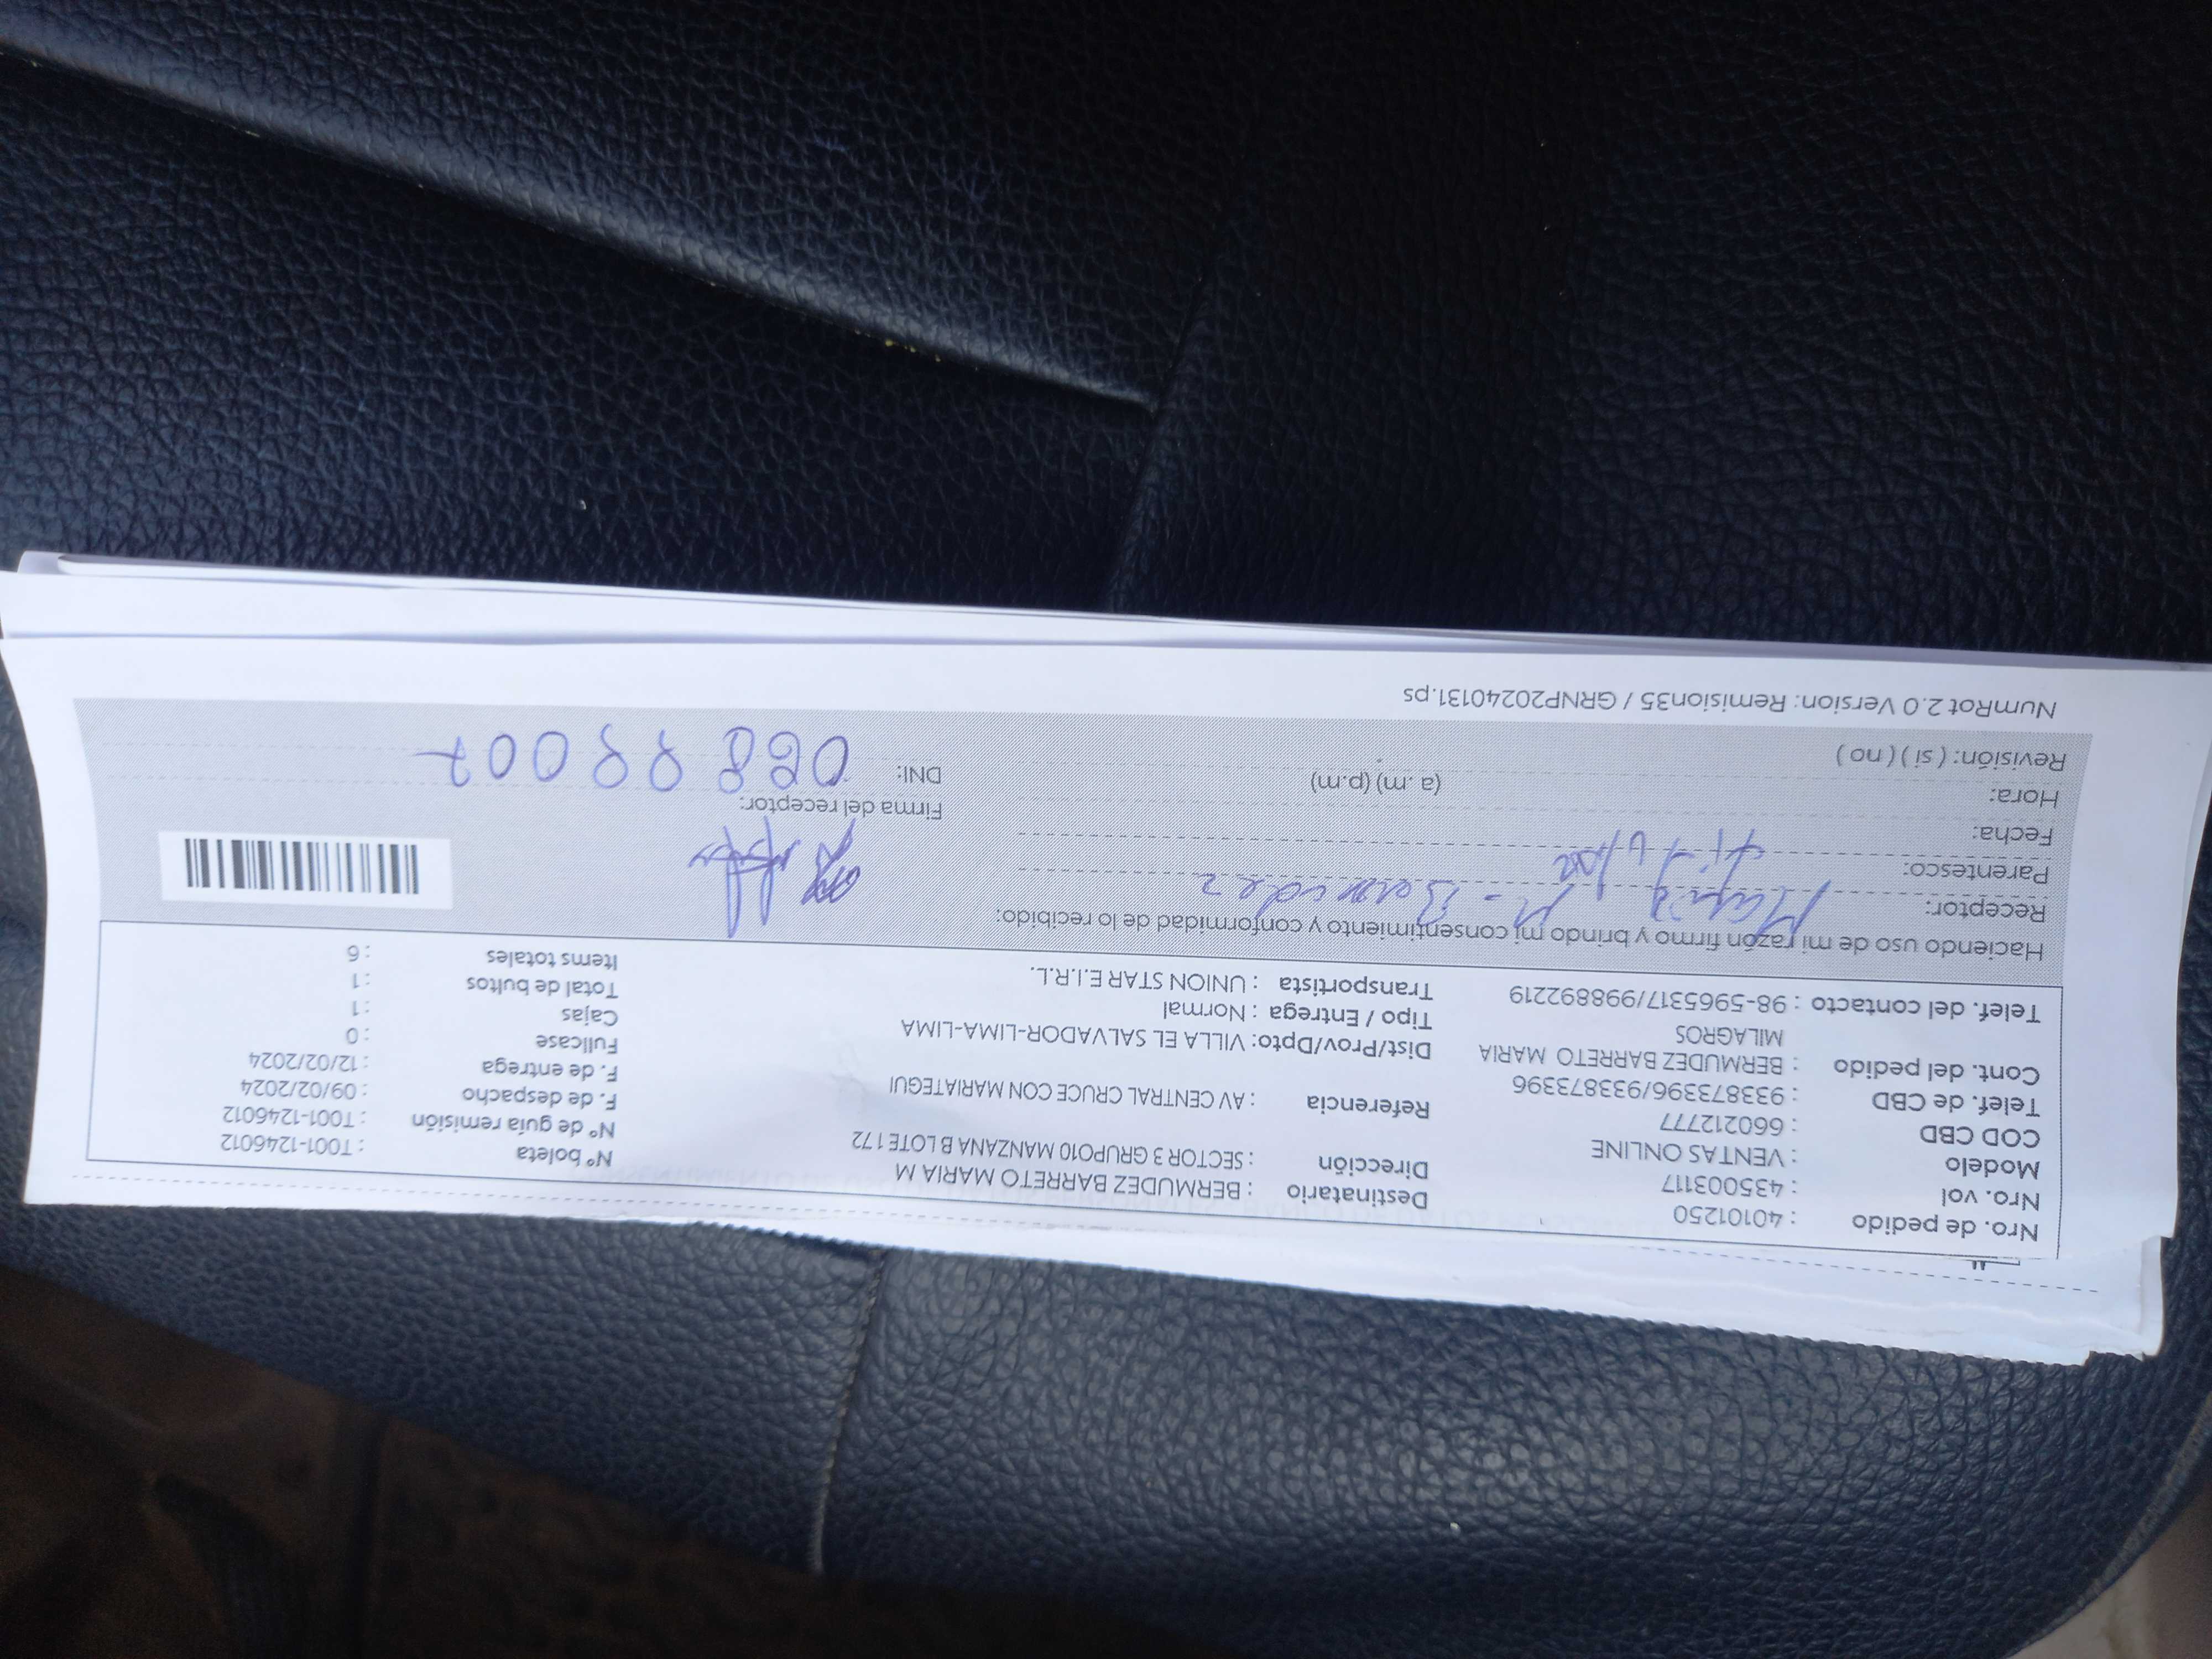 Nro. de pedido : 40101250
Nro. vol : 435003117
Modelo : VENTAS ONLINE
COD CBD : 660212777
Telef. de CBD : 933873396/933873396
Cont. del pedido : BERMUDEZ BARRETO MARIA
MILAGROS
Telef. del contacto : 98-5965317/998892219
Destinatario : BERMUDEZ BARRETO MARIA M
Dirección : SECTOR 3 GRUPO10 MANZANA B LOTE 172
Referencia : AV CENTRAL CRUCE CON MARIATEGUI
Dist/Prov/Dpto: VILLA EL SALVADOR-LIMA-LIMA
Tipo / Entrega : Normal
Transportista : UNION STAR E.I.R.L.
Nº boleta : T001-1246012
Nº de guia remisión : T001-1246012
F. de despacho : 09/02/2024
F. de entrega : 12/02/2024
Fullcase : 0
Cajas : 1
Total de bultos : 1
Items totales : 6
Haciendo uso de mi razón firmo y brindo mi consentimiento y conformidad de lo recibido:
Receptor: Maria M - Bermudez
Parentesco:
Fecha:
Hora: (a. m) (p.m)
Revisión: ( si ) ( no )
Firma del receptor:
DNI:
NumRot 2.0 Version: Remision35 / GRNP20240131.ps